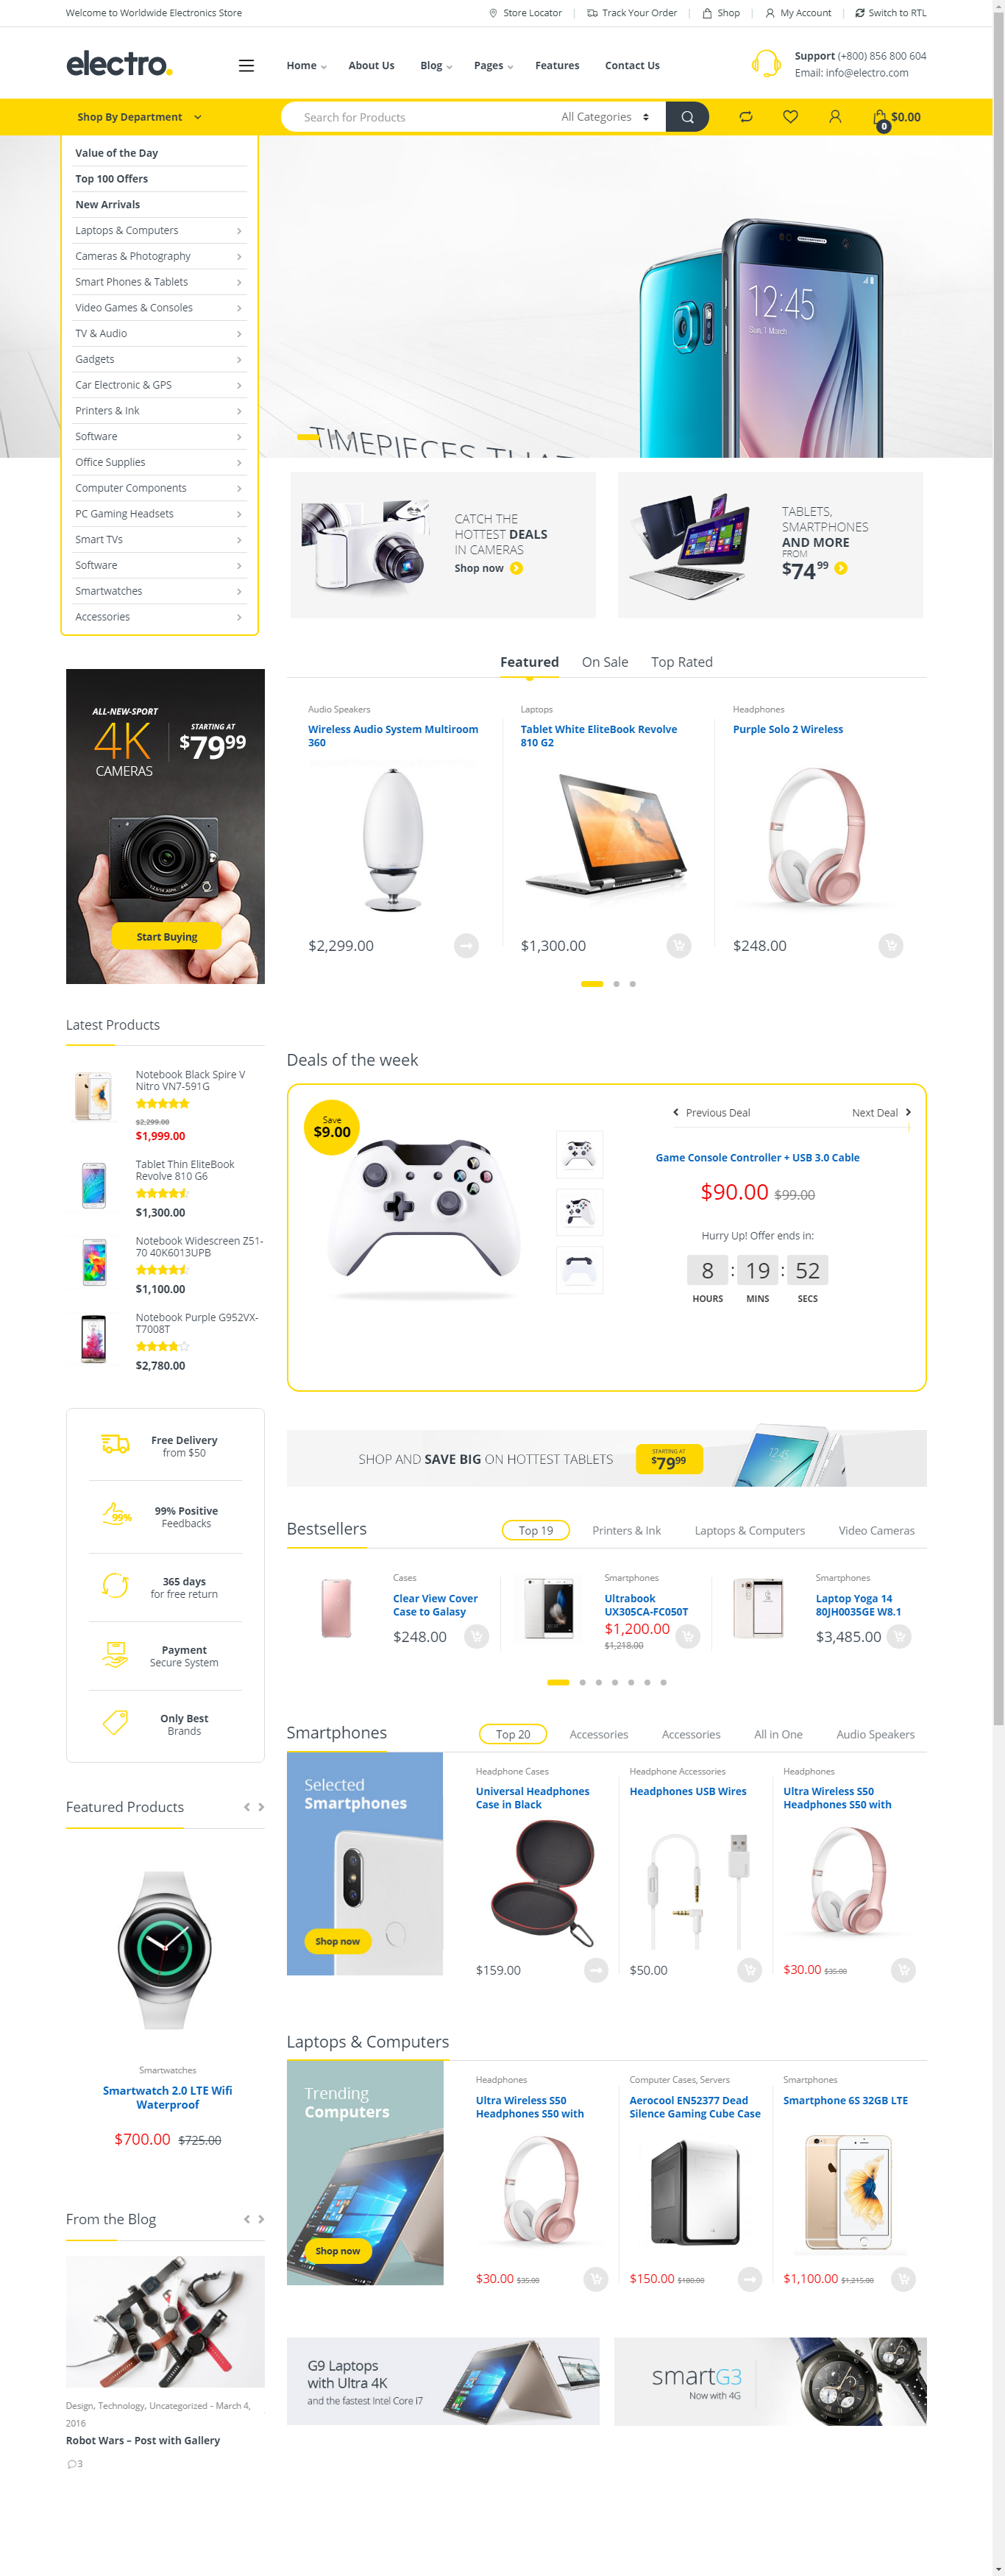 Welcome to Worldwide Electronics Store
Store Locator
Track Your Order
Shop
My Account
Switch to RTL
electro.
Home
About Us
Blog
Pages
Features
Contact Us
Support (+800) 856 800 604
Email: info@electro.com
Shop By Department
Search for Products
All Categories
0
$0.00
Value of the Day
Top 100 Offers
New Arrivals
Laptops & Computers
Cameras & Photography
Smart Phones & Tablets
Video Games & Consoles
TV & Audio
Gadgets
Car Electronic & GPS
Printers & Ink
Software
Office Supplies
Computer Components
PC Gaming Headsets
Smart TVs
Software
Smartwatches
Accessories
12:45
Sun, 1 March
TIMEPIECES THAT
CATCH THE
HOTTEST DEALS
IN CAMERAS
Shop now
TABLETS,
SMARTPHONES
AND MORE
FROM
$74 99
ALL-NEW-SPORT
4K
CAMERAS
STARTING AT
$79 99
Start Buying
Featured
On Sale
Top Rated
Audio Speakers
Wireless Audio System Multiroom
360
$2,299.00
Laptops
Tablet White EliteBook Revolve
810 G2
$1,300.00
Headphones
Purple Solo 2 Wireless
$248.00
Latest Products
Notebook Black Spire V
Nitro VN7-591G
$2,299.00
$1,999.00
Tablet Thin EliteBook
Revolve 810 G6
$1,300.00
Notebook Widescreen Z51-
70 40K6013UPB
$1,100.00
Notebook Purple G952VX-
T7008T
$2,780.00
Deals of the week
Save
$9.00
Previous Deal
Next Deal
Game Console Controller + USB 3.0 Cable
$90.00 $99.00
Hurry Up! Offer ends in:
8 : 19 : 52
HOURS MINS SECS
Free Delivery
from $50
99%
99% Positive
Feedbacks
365 days
for free return
Payment
Secure System
Only Best
Brands
SHOP AND SAVE BIG ON HOTTEST TABLETS
STARTING AT
$79 99
12:45
Bestsellers
Top 19
Printers & Ink
Laptops & Computers
Video Cameras
Cases
Clear View Cover
Case to Galasy
$248.00
Smartphones
Ultrabook
UX305CA-FC050T
$1,200.00
$1,218.00
Smartphones
Laptop Yoga 14
80JH0035GE W8.1
$3,485.00
Smartphones
Top 20
Accessories
Accessories
All in One
Audio Speakers
Selected
Smartphones
Shop now
Headphone Cases
Universal Headphones
Case in Black
$159.00
Headphone Accessories
Headphones USB Wires
$50.00
Headphones
Ultra Wireless S50
Headphones S50 with
$30.00 $35.00
Featured Products
Smartwatches
Smartwatch 2.0 LTE Wifi
Waterproof
$700.00 $725.00
Laptops & Computers
Trending
Computers
Shop now
Headphones
Ultra Wireless S50
Headphones S50 with
$30.00 $35.00
Computer Cases, Servers
Aerocool EN52377 Dead
Silence Gaming Cube Case
$150.00 $180.00
Smartphones
Smartphone 6S 32GB LTE
$1,100.00 $1,215.00
From the Blog
Design, Technology, Uncategorized – March 4,
2016
Robot Wars – Post with Gallery
3
G9 Laptops
with Ultra 4K
and the fastest Intel Core i7
smartG3
Now with 4G